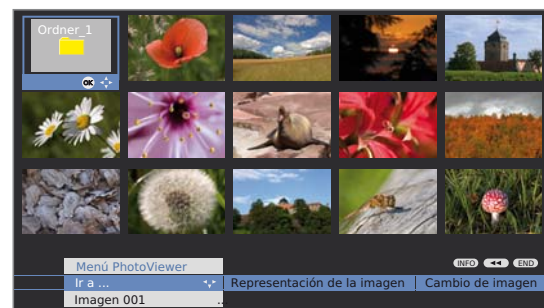 Ordner_1
OK
Menú PhotoViewer
INFO ◄◄ END
Ir a ... Representación de la imagen Cambio de imagen
Imagen 001 ...